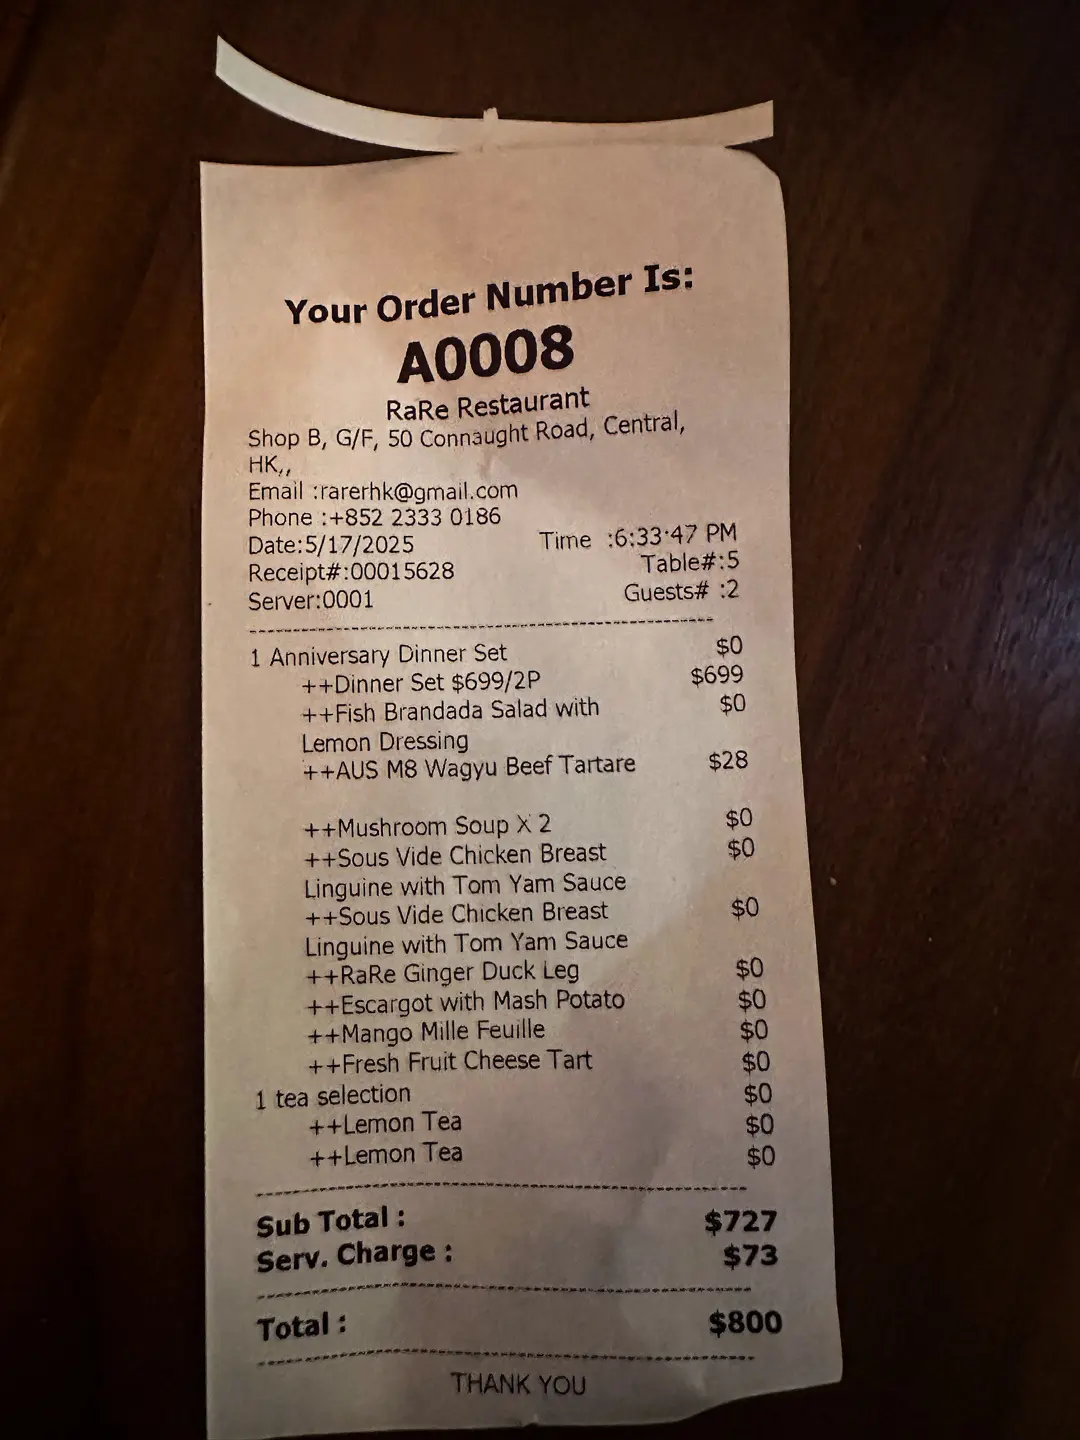 Your Order Number Is:
A0008
RaRe Restaurant
Shop B, G/F, 50 Connaught Road, Central,
HK,,
Email :rarerhk@gmail.com
Phone :+852 2333 0186
Date:5/17/2025 Time :6:33:47 PM
Receipt#:00015628 Table#:5
Server:0001 Guests# :2
1 Anniversary Dinner Set $0
++Dinner Set $699/2P $699
++Fish Brandada Salad with $0
Lemon Dressing
++AUS M8 Wagyu Beef Tartare $28
++Mushroom Soup X 2 $0
++Sous Vide Chicken Breast $0
Linguine with Tom Yam Sauce
++Sous Vide Chicken Breast $0
Linguine with Tom Yam Sauce
++RaRe Ginger Duck Leg $0
++Escargot with Mash Potato $0
++Mango Mille Feuille $0
++Fresh Fruit Cheese Tart $0
1 tea selection $0
++Lemon Tea $0
++Lemon Tea $0
Sub Total : $727
Serv. Charge : $73
Total : $800
THANK YOU